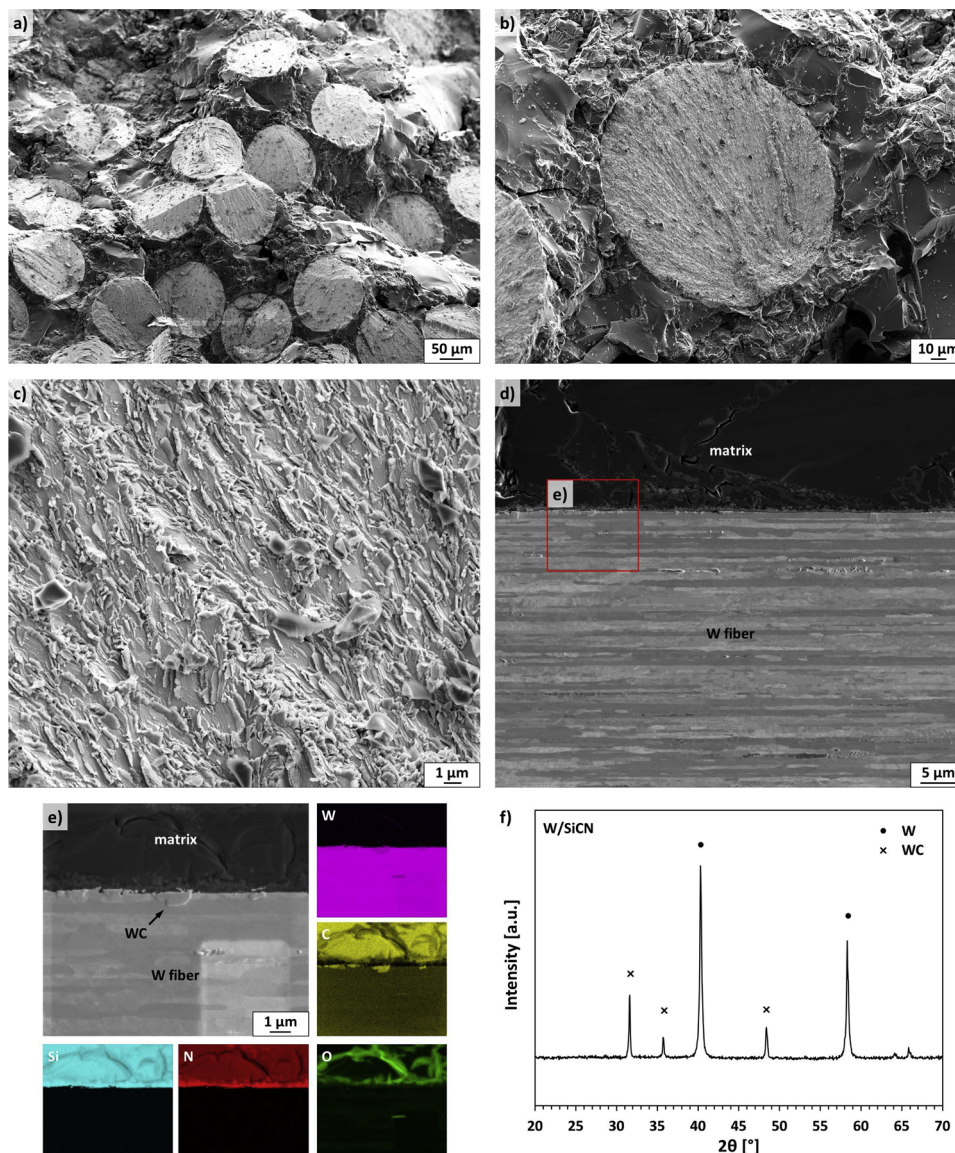 a)
50 µm
b)
10 µm
c)
1 µm
d)
matrix
e)
W fiber
5 µm
e)
matrix
WC
W fiber
1 µm
W
C
Si
N
O
f)
W/SiCN
● W
× WC
●
●
×
×
×
Intensity [a.u.]
20 25 30 35 40 45 50 55 60 65 70
2θ [°]